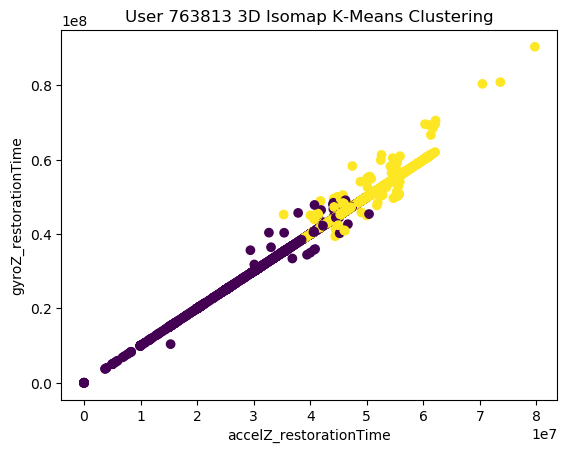 User 763813 3D Isomap K-Means Clustering
1e8
0.8
0.6
0.4
0.2
0.0
gyroZ_restorationTime
0 1 2 3 4 5 6 7 8
1e7
accelZ_restorationTime